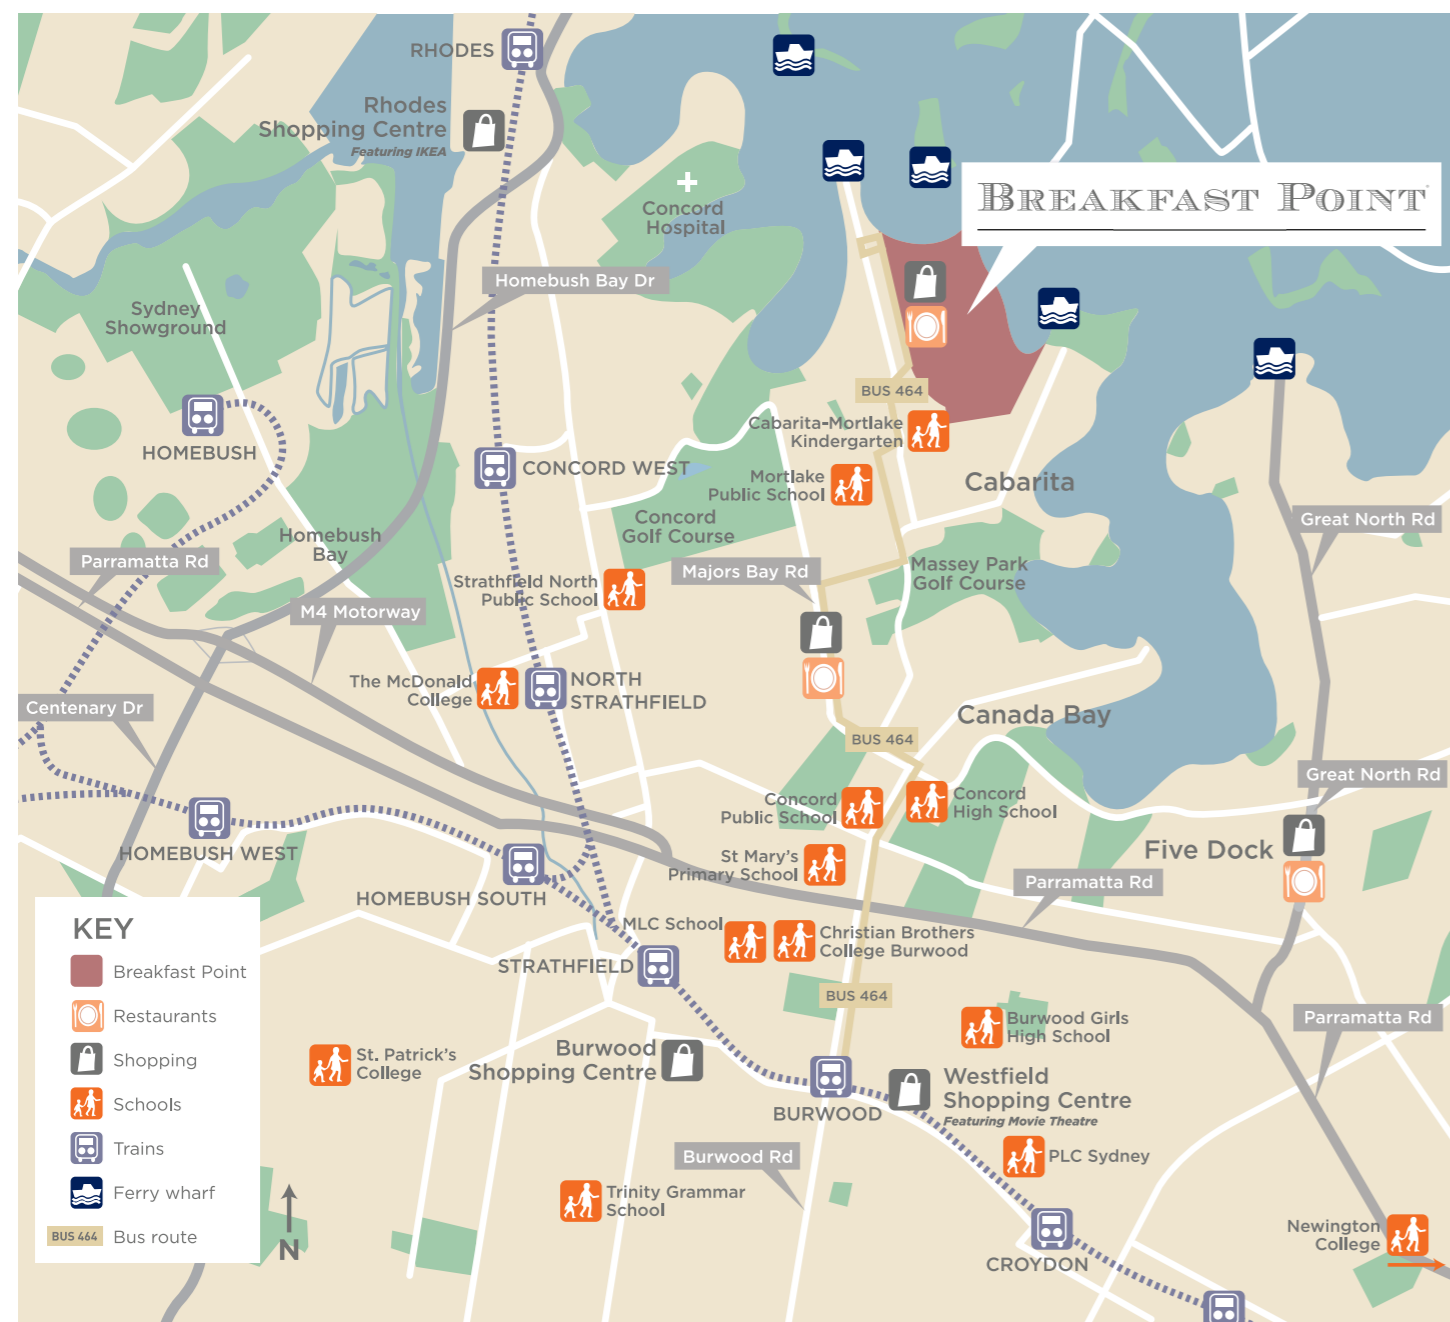 RHODES
Rhodes
Shopping Centre
Featuring IKEA
Concord
Hospital
BREAKFAST POINT
Homebush Bay Dr
Sydney
Showground
BUS 464
HOMEBUSH
Cabarita-Mortlake
Kindergarten
CONCORD WEST
Mortlake
Public School
Cabarita
Concord
Golf Course
Great North Rd
Homebush
Bay
Parramatta Rd
Strathfield North
Public School
Majors Bay Rd
Massey Park
Golf Course
M4 Motorway
The McDonald
College
NORTH
STRATHFIELD
Centenary Dr
Canada Bay
BUS 464
Great North Rd
Concord
Public School
Concord
High School
HOMEBUSH WEST
Five Dock
St Mary's
Primary School
Parramatta Rd
HOMEBUSH SOUTH
MLC School
Christian Brothers
College Burwood
STRATHFIELD
BUS 464
Burwood Girls
High School
Parramatta Rd
St. Patrick's
College
Burwood
Shopping Centre
Westfield
Shopping Centre
Featuring Movie Theatre
BURWOOD
Burwood Rd
PLC Sydney
Trinity Grammar
School
Newington
College
CROYDON
KEY
Breakfast Point
Restaurants
Shopping
Schools
Trains
Ferry wharf
BUS 464 Bus route
N